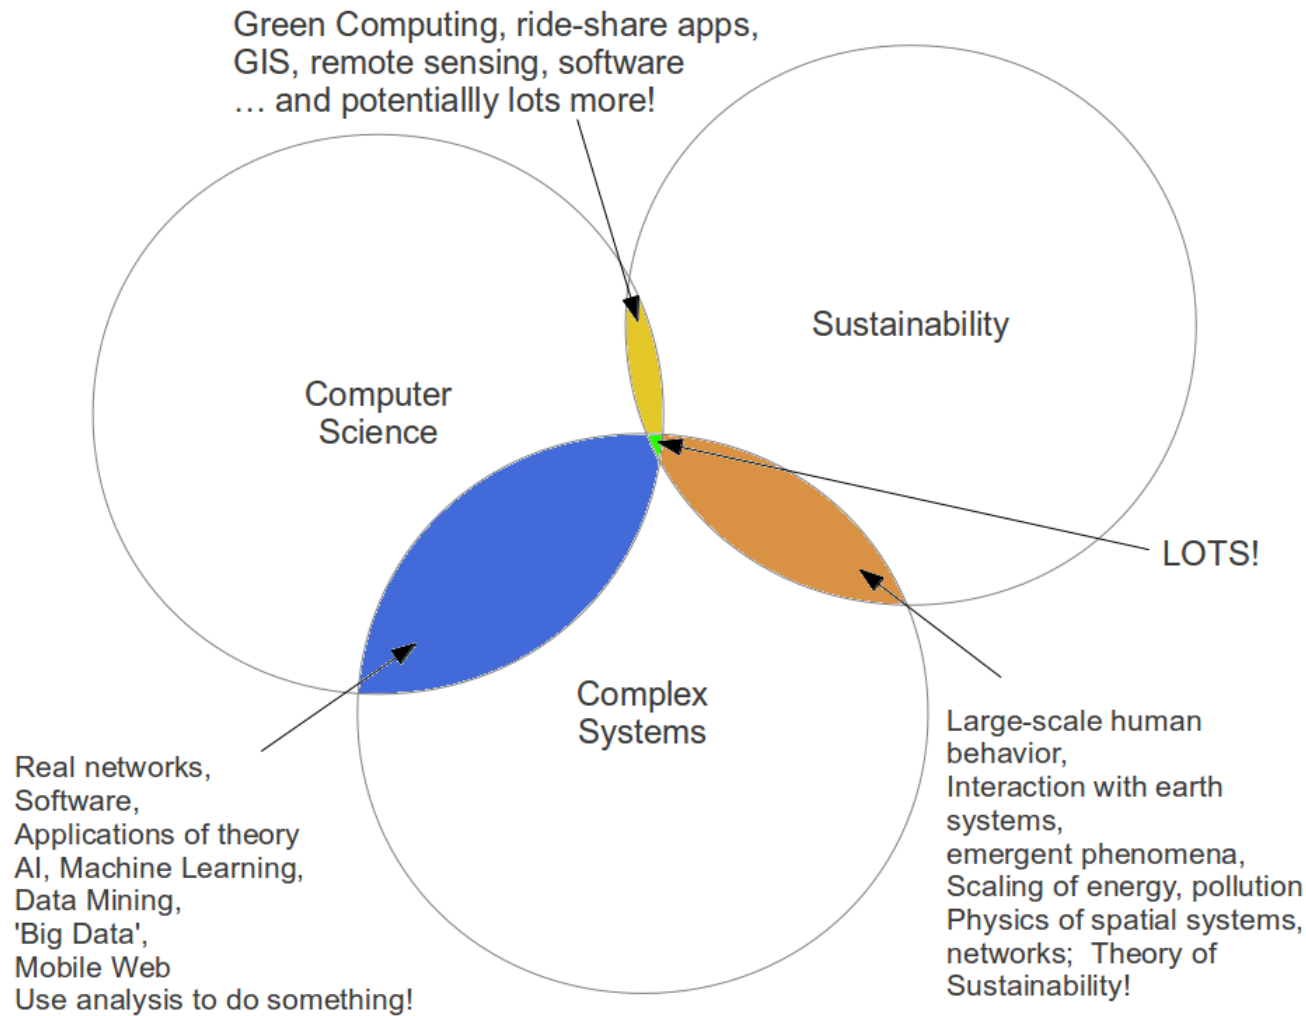 Green Computing, ride-share apps,
GIS, remote sensing, software
… and potentiallly lots more!
Sustainability
Computer
Science
LOTS!
Complex
Systems
Large-scale human
behavior,
Interaction with earth
systems,
emergent phenomena,
Scaling of energy, pollution
Physics of spatial systems,
networks;  Theory of
Sustainability!
Real networks,
Software,
Applications of theory
AI, Machine Learning,
Data Mining,
'Big Data',
Mobile Web
Use analysis to do something!